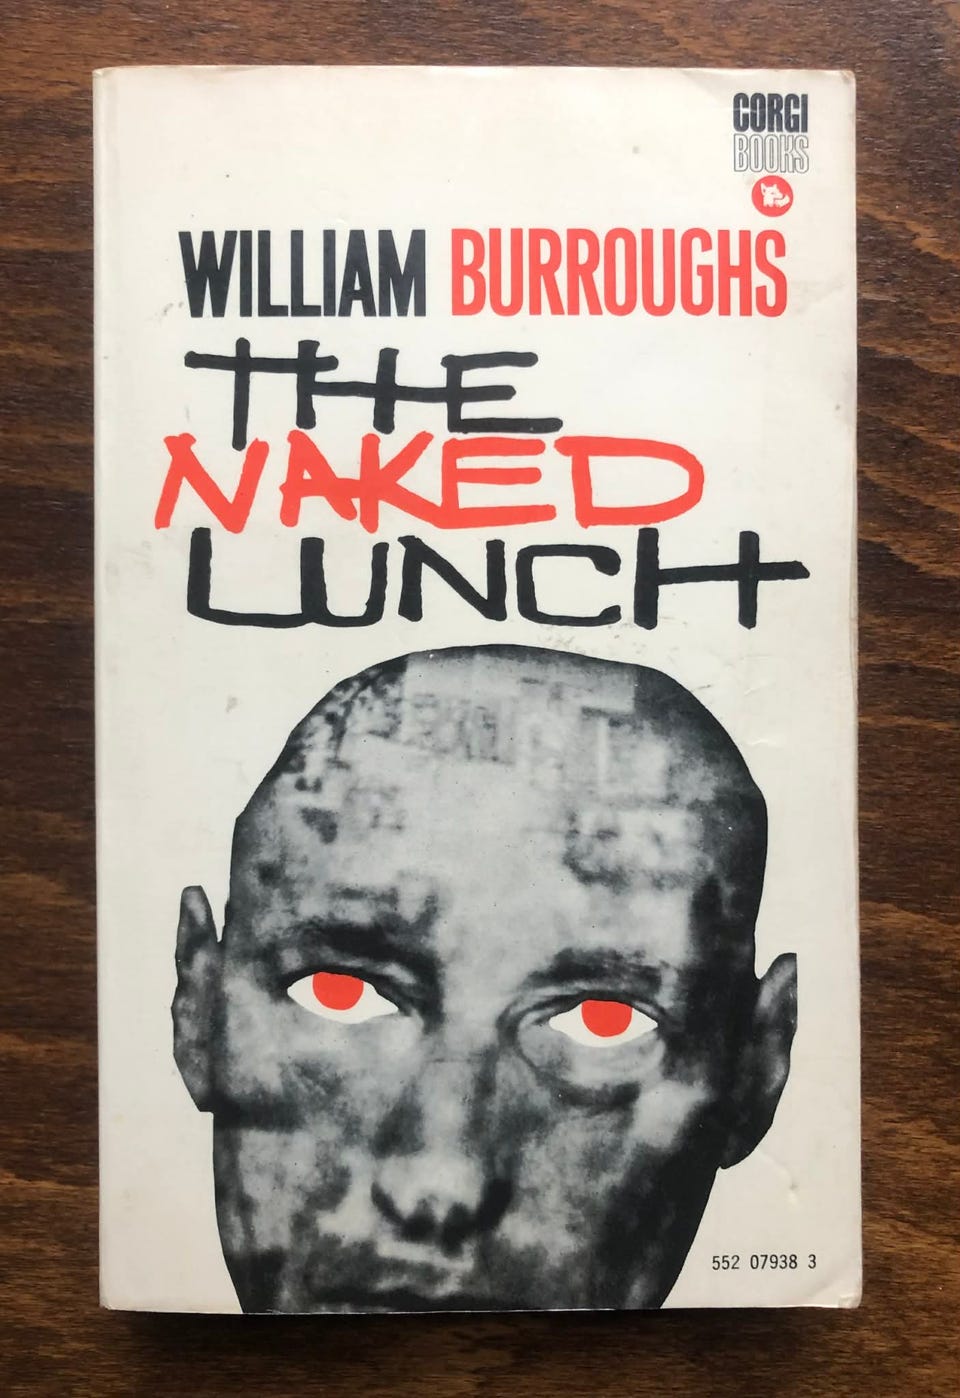 CORGI
BOOKS
WILLIAM BURROUGHS
THE
NAKED
LUNCH
552 07938 3